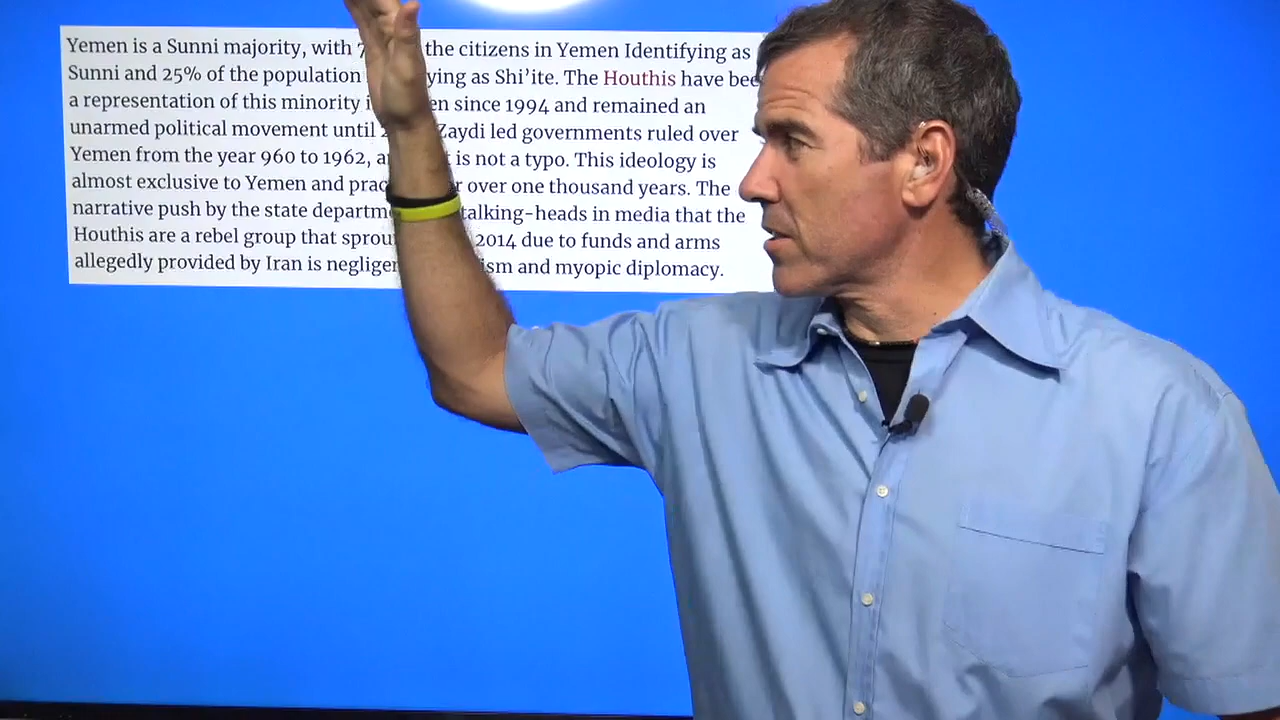 Yemen is a Sunni majority, with the citizens in Yemen Identifying as
Sunni and 25% of the population as Shi'ite. The Houthis have
a representation of this minority since 1994 and remained an
unarmed political movement until Zaydi led governments ruled over
Yemen from the year 960 to 1962, is not a typo. This ideology is
almost exclusive to Yemen and over one thousand years. The
narrative push by the state talking-heads in media that the
Houthis are a rebel group that 2014 due to funds and arms
allegedly provided by Iran is and myopic diplomacy.